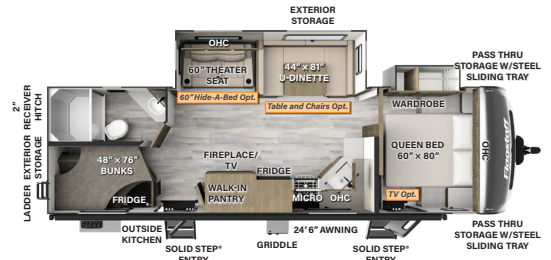 EXTERIOR
STORAGE
PASS THRU
STORAGE W/STEEL
SLIDING TRAY
OHC
60" THEATER
SEAT
44" x 81"
U-DINETTE
60" Hide-A-Bed Opt.
Table and Chairs Opt.
WARDROBE
2"
LADDER EXTERIOR RECEIVER
STORAGE HITCH
QUEEN BED
60" x 80"
OHC
Flagstaff
48" x 76"
BUNKS
FIREPLACE/
TV
FRIDGE
WALK-IN
PANTRY
MICRO
OHC
TV Opt.
FRIDGE
OUTSIDE
KITCHEN
SOLID STEP®
ENTRY
GRIDDLE
24' 6" AWNING
SOLID STEP®
ENTRY
PASS THRU
STORAGE W/STEEL
SLIDING TRAY